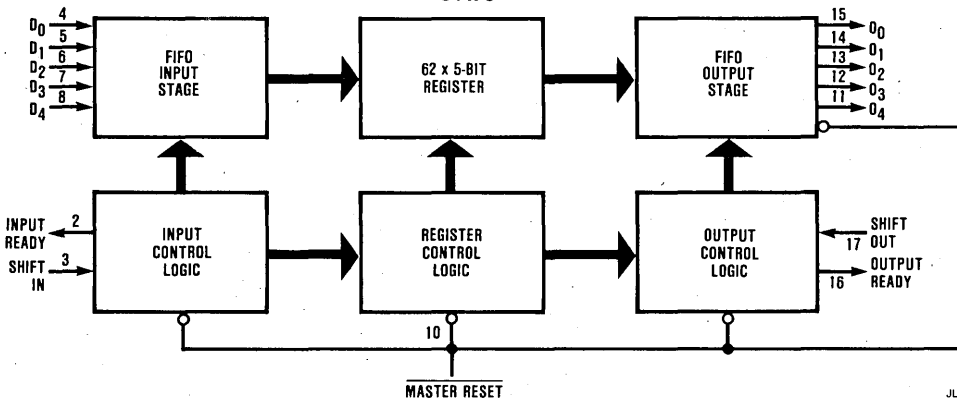 D0 4
D1 5
D2 6
D3 7
D4 8
FIFO
INPUT
STAGE
62 x 5-BIT
REGISTER
FIFO
OUTPUT
STAGE
15 O0
14 O1
13 O2
12 O3
11 O4
INPUT
READY
2
SHIFT
IN
3
INPUT
CONTROL
LOGIC
REGISTER
CONTROL
LOGIC
OUTPUT
CONTROL
LOGIC
SHIFT
OUT
17
OUTPUT
READY
16
10
MASTER RESET
JL